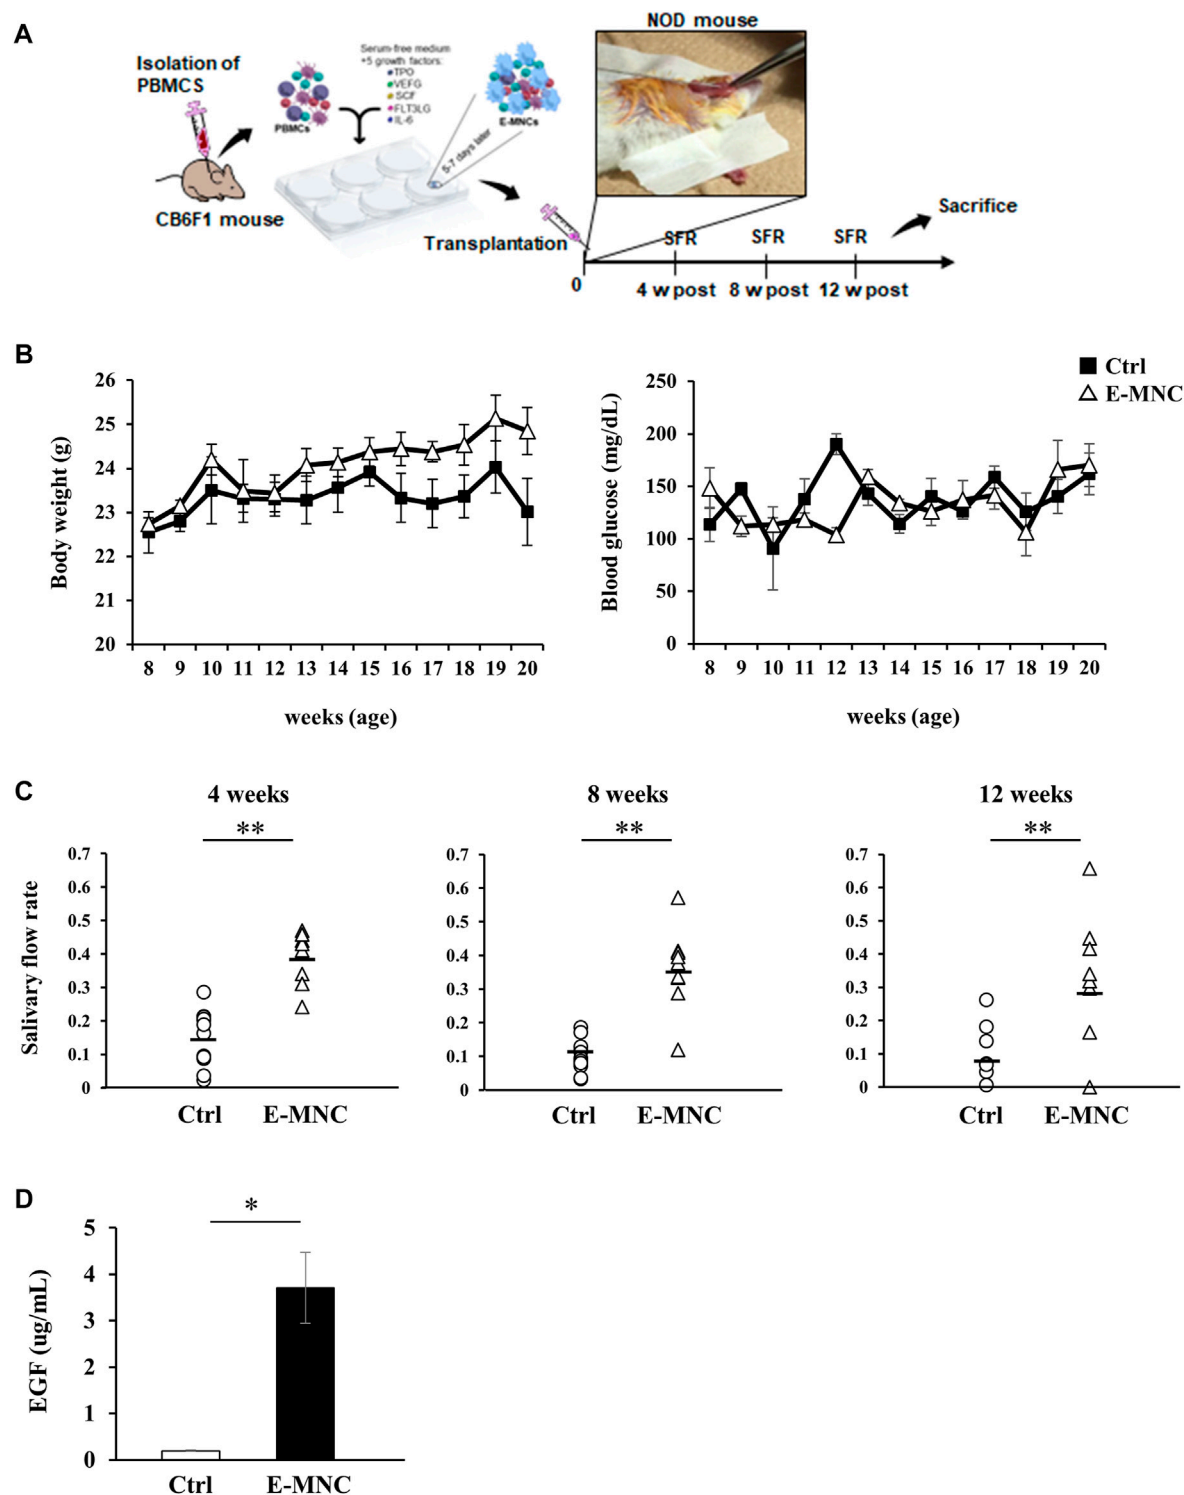 A
Isolation of
PBMCS
CB6F1 mouse
PBMCs
Serum-free medium
+5 growth factors:
TPO
VEFG
SCF
FLT3LG
IL-6
E-MNCs
5-7 days later
NOD mouse
Transplantation
Sacrifice
SFR SFR SFR
0 4 w post 8 w post 12 w post
B
Ctrl
E-MNC
Body weight (g)
26
25
24
23
22
21
20
8 9 10 11 12 13 14 15 16 17 18 19 20
weeks (age)
Blood glucose (mg/dL)
250
200
150
100
50
0
8 9 10 11 12 13 14 15 16 17 18 19 20
weeks (age)
C
4 weeks
**
Salivary flow rate
0.7
0.6
0.5
0.4
0.3
0.2
0.1
0
Ctrl E-MNC
8 weeks
**
0.7
0.6
0.5
0.4
0.3
0.2
0.1
0
Ctrl E-MNC
12 weeks
**
0.7
0.6
0.5
0.4
0.3
0.2
0.1
0
Ctrl E-MNC
D
*
EGF (ug/mL)
5
4
3
2
1
0
Ctrl E-MNC